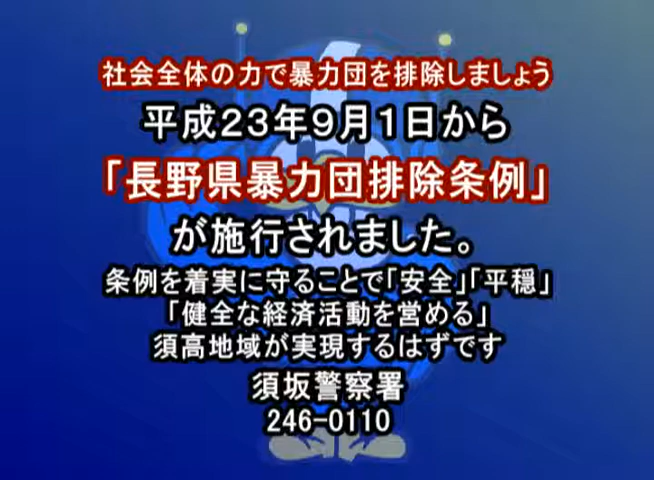 社会全体の力で暴力団を排除しましょう
平成23年9月1日から
「長野県暴力団排除条例」
が施行されました。
条例を着実に守ることで「安全」「平穏」
「健全な経済活動を営める」
須高地域が実現するはずです
須坂警察署
246-0110